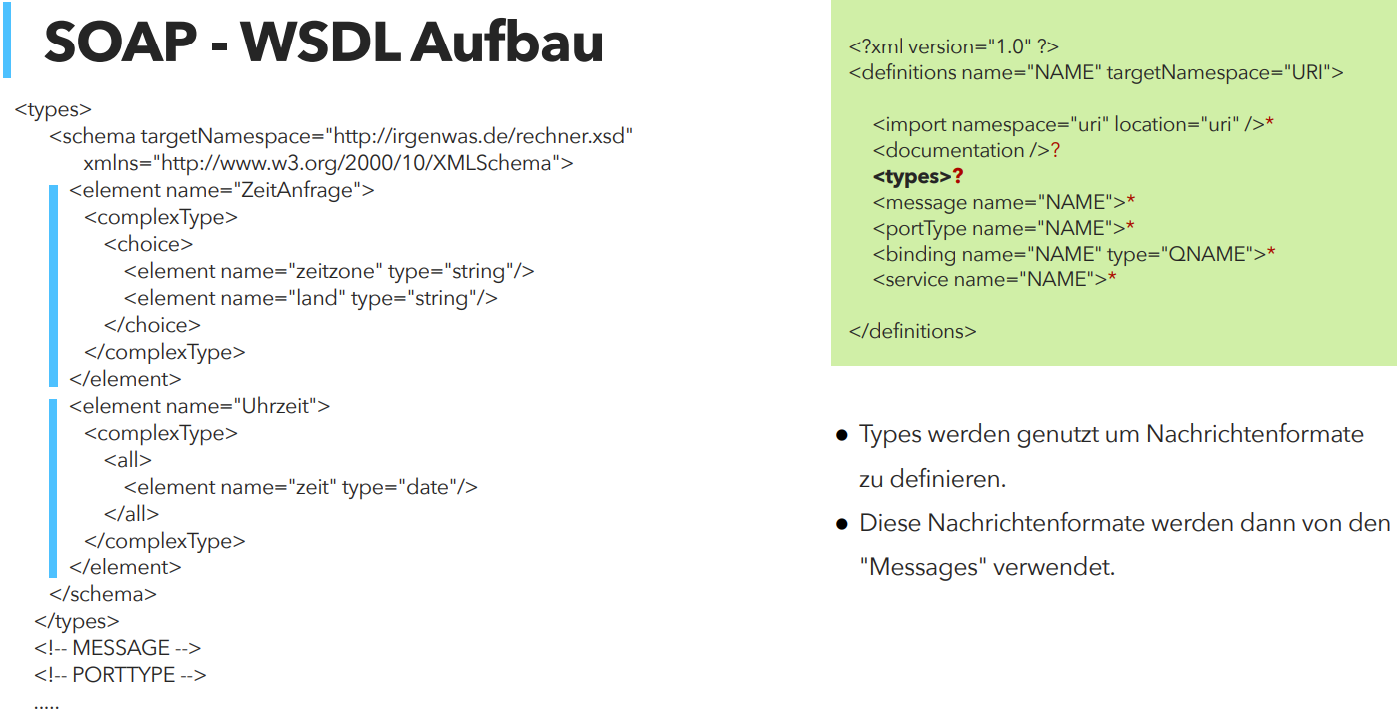 SOAP - WSDL Aufbau
<types>
<schema targetNamespace="http://irgenwas.de/rechner.xsd"
xmlns="http://www.w3.org/2000/10/XMLSchema">
<element name="ZeitAnfrage">
<complexType>
<choice>
<element name="zeitzone" type="string"/>
<element name="land" type="string"/>
</choice>
</complexType>
</element>
<element name="Uhrzeit">
<complexType>
<all>
<element name="zeit" type="date"/>
</all>
</complexType>
</element>
</schema>
</types>
<!-- MESSAGE -->
<!-- PORTTYPE -->
.....
<?xml version="1.0" ?>
<definitions name="NAME" targetNamespace="URI">
<import namespace="uri" location="uri" />*
<documentation />?
<types>?
<message name="NAME">*
<portType name="NAME">*
<binding name="NAME" type="QNAME">*
<service name="NAME">*
</definitions>
● Types werden genutzt um Nachrichtenformate
zu definieren.
● Diese Nachrichtenformate werden dann von den
"Messages" verwendet.